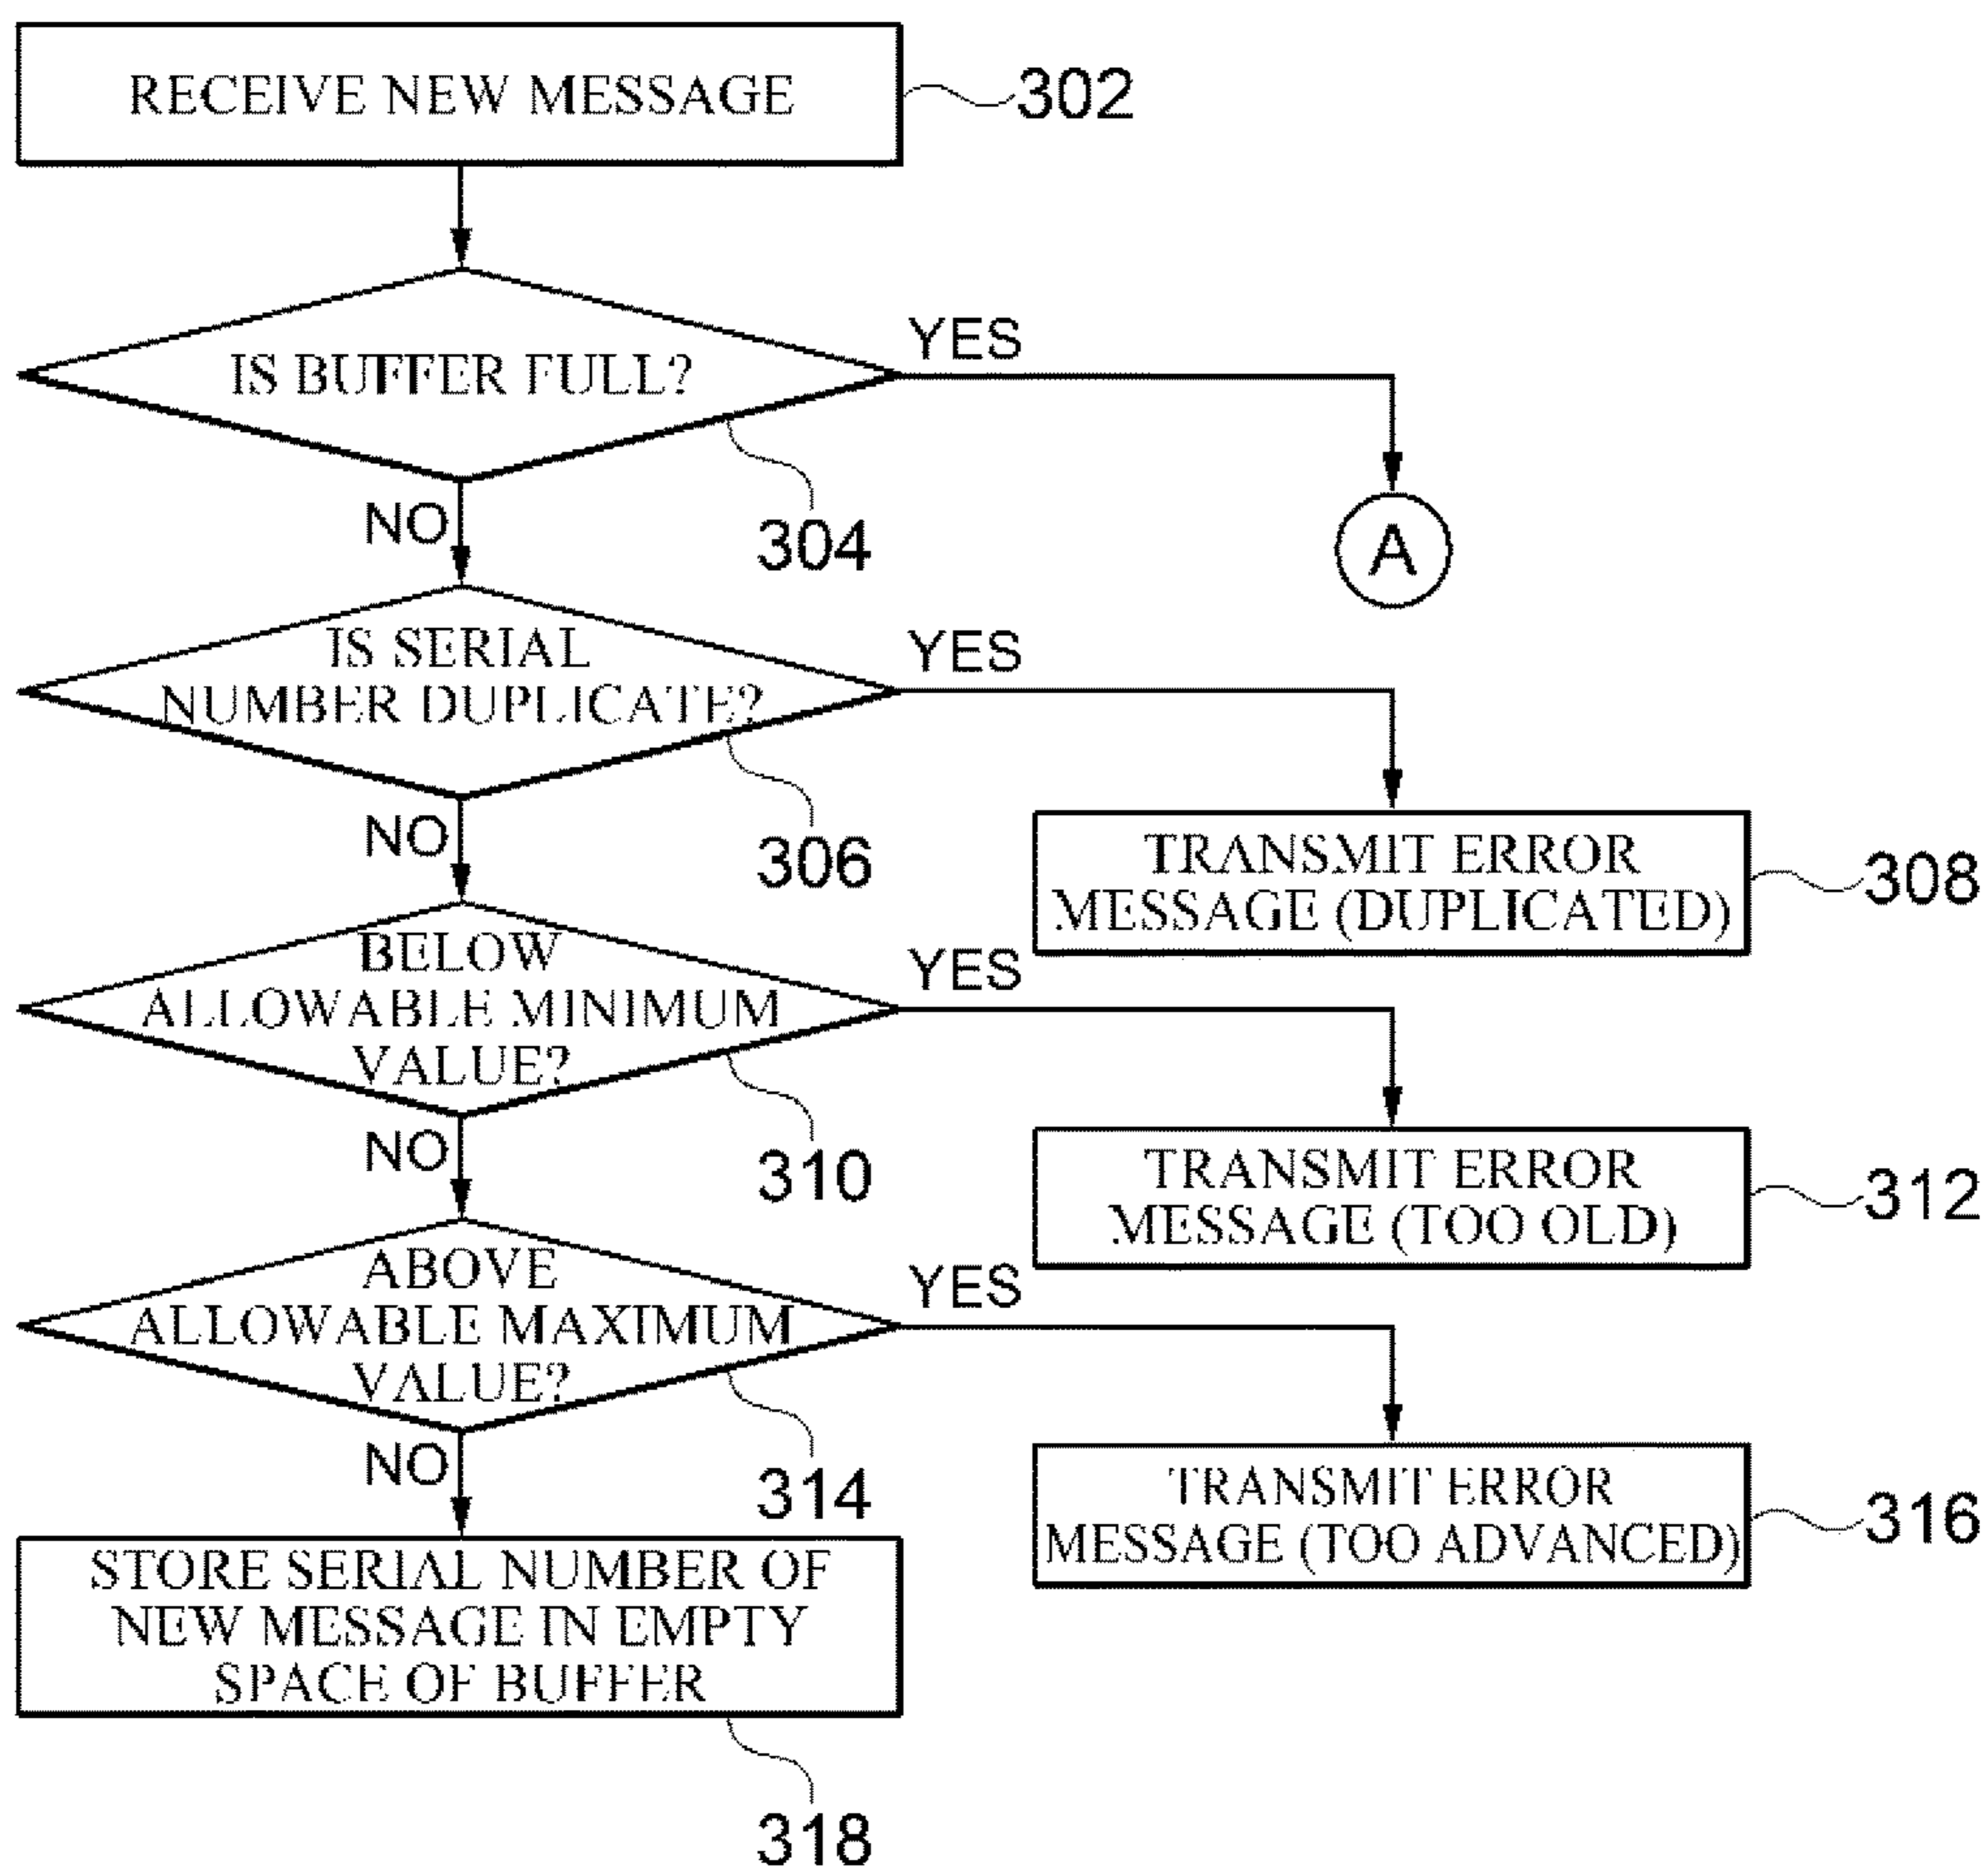 RECEIVE NEW MESSAGE
302
IS BUFFER FULL?
YES
304
NO
A
IS SERIAL
NUMBER DUPLICATE?
YES
306
NO
TRANSMIT ERROR
MESSAGE (DUPLICATED)
308
BELOW
ALLOWABLE MINIMUM
VALUE?
YES
310
NO
TRANSMIT ERROR
MESSAGE (TOO OLD)
312
ABOVE
ALLOWABLE MAXIMUM
VALUE?
YES
314
NO
TRANSMIT ERROR
MESSAGE (TOO ADVANCED)
316
STORE SERIAL NUMBER OF
NEW MESSAGE IN EMPTY
SPACE OF BUFFER
318